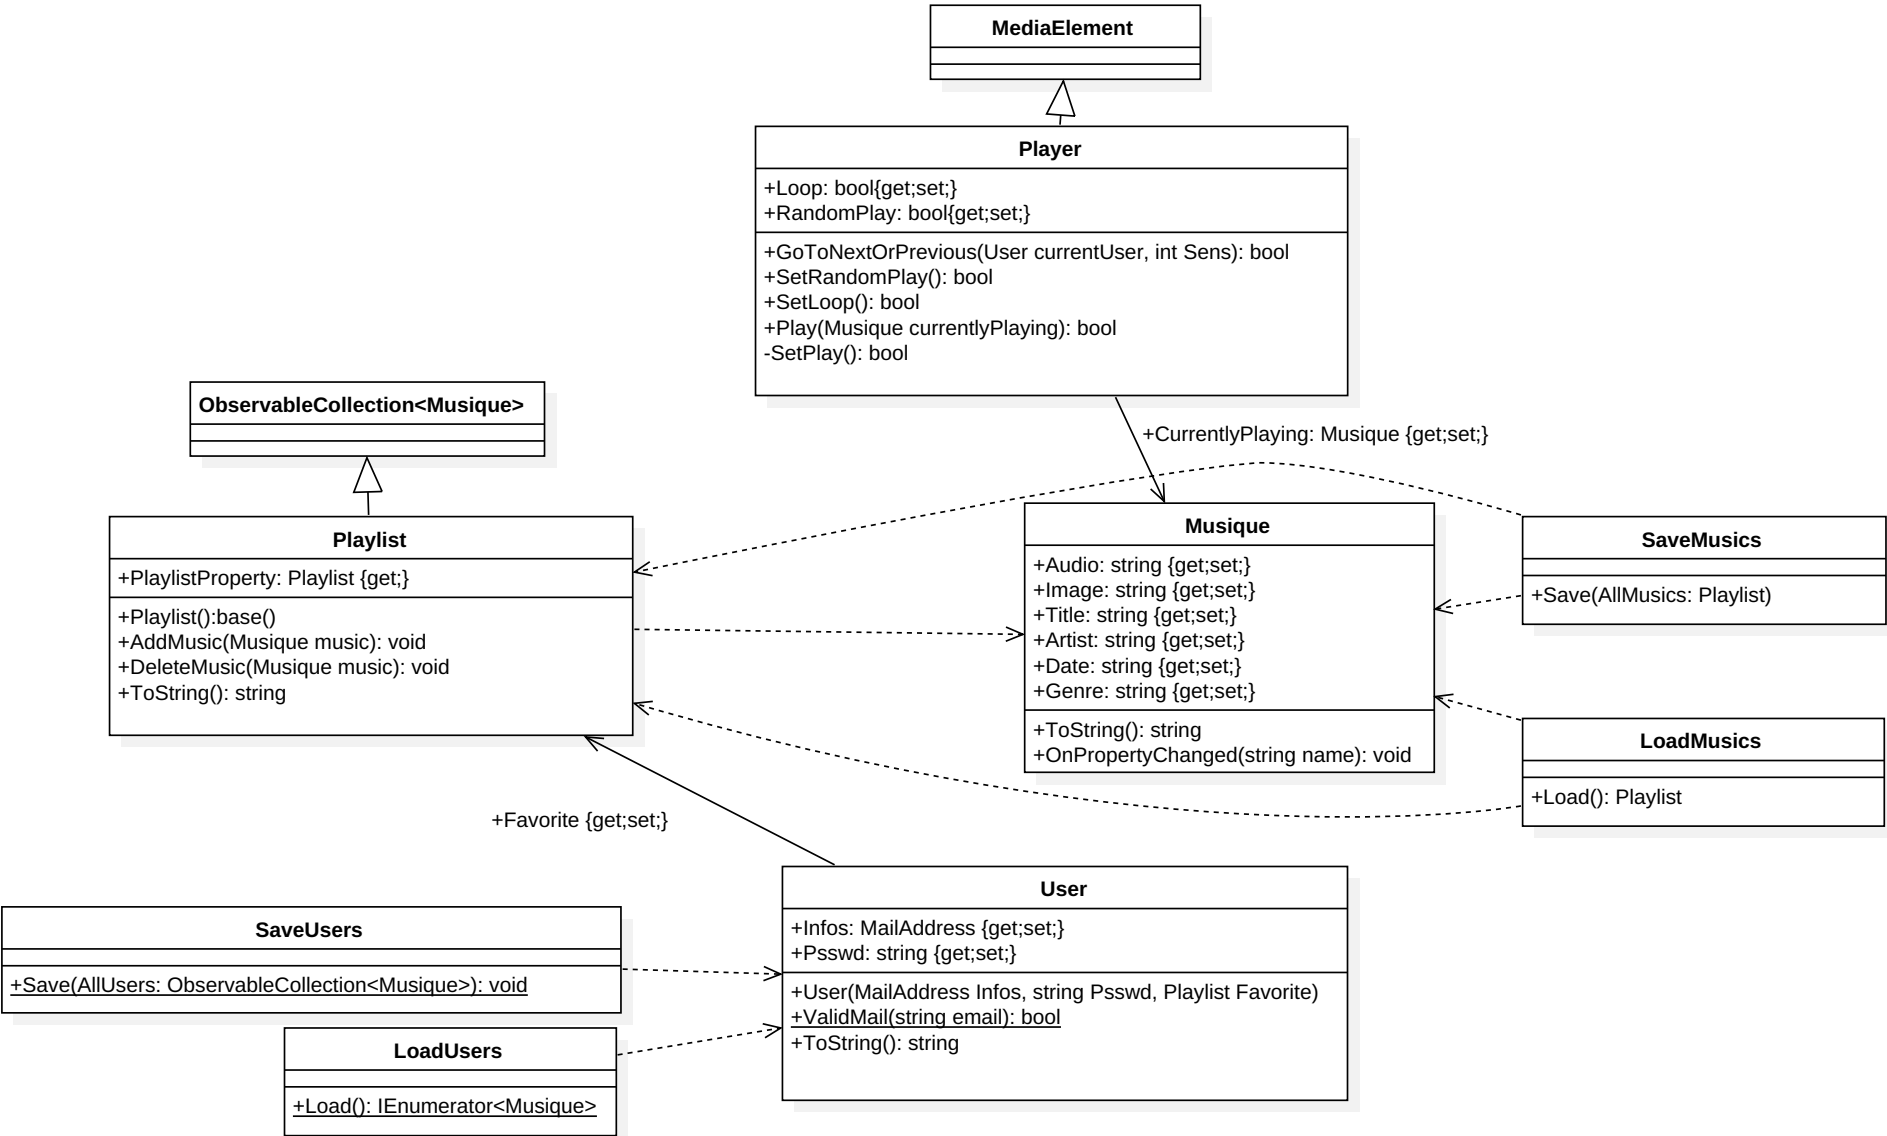 MediaElement
Player
+Loop: bool{get;set;}
+RandomPlay: bool{get;set;}
+GoToNextOrPrevious(User currentUser, int Sens): bool
+SetRandomPlay(): bool
+SetLoop(): bool
+Play(Musique currentlyPlaying): bool
-SetPlay(): bool
ObservableCollection<Musique>
+CurrentlyPlaying: Musique {get;set;}
Playlist
+PlaylistProperty: Playlist {get;}
+Playlist():base()
+AddMusic(Musique music): void
+DeleteMusic(Musique music): void
+ToString(): string
Musique
+Audio: string {get;set;}
+Image: string {get;set;}
+Title: string {get;set;}
+Artist: string {get;set;}
+Date: string {get;set;}
+Genre: string {get;set;}
+ToString(): string
+OnPropertyChanged(string name): void
SaveMusics
+Save(AllMusics: Playlist)
LoadMusics
+Load(): Playlist
+Favorite {get;set;}
User
+Infos: MailAddress {get;set;}
+Psswd: string {get;set;}
+User(MailAddress Infos, string Psswd, Playlist Favorite)
+ValidMail(string email): bool
+ToString(): string
SaveUsers
+Save(AllUsers: ObservableCollection<Musique>): void
LoadUsers
+Load(): IEnumerator<Musique>